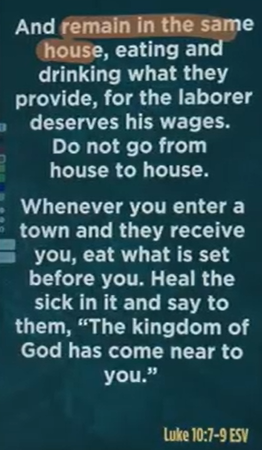 And remain in the same
house, eating and
drinking what they
provide, for the laborer
deserves his wages.
Do not go from
house to house.
Whenever you enter a
town and they receive
you, eat what is set
before you. Heal the
sick in it and say to
them, “The kingdom of
God has come near to
you.”
Luke 10:7-9 ESV